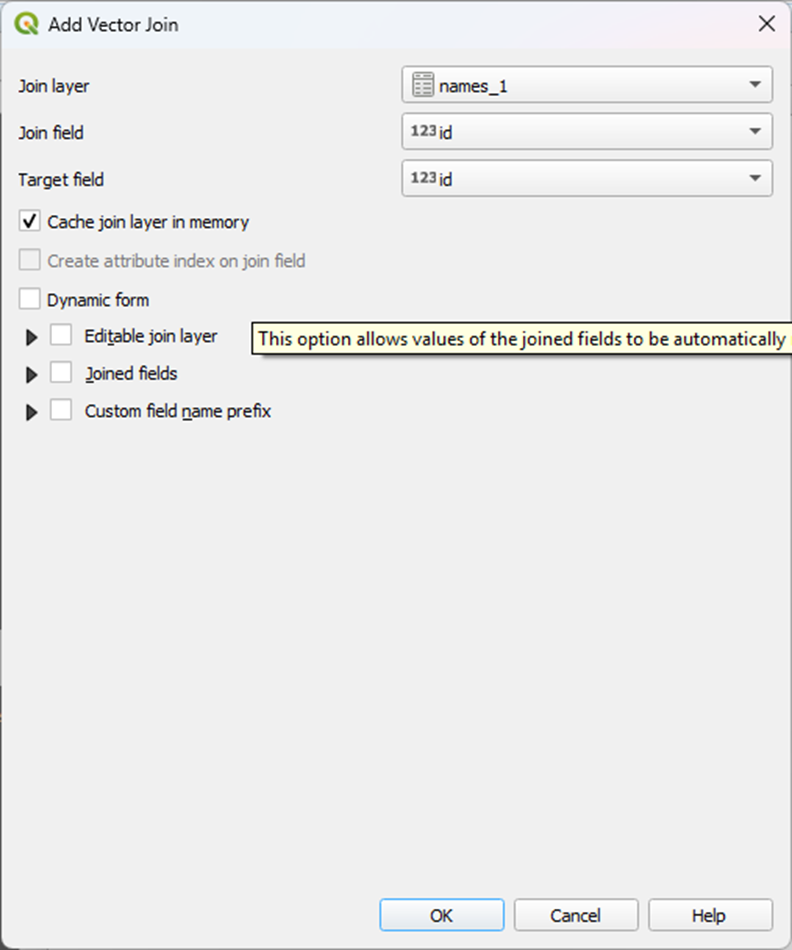 Add Vector Join
Join layer names_1
Join field 123 id
Target field 123 id
Cache join layer in memory
Create attribute index on join field
Dynamic form
Editable join layer This option allows values of the joined fields to be automatically
Joined fields
Custom field name prefix
OK Cancel Help